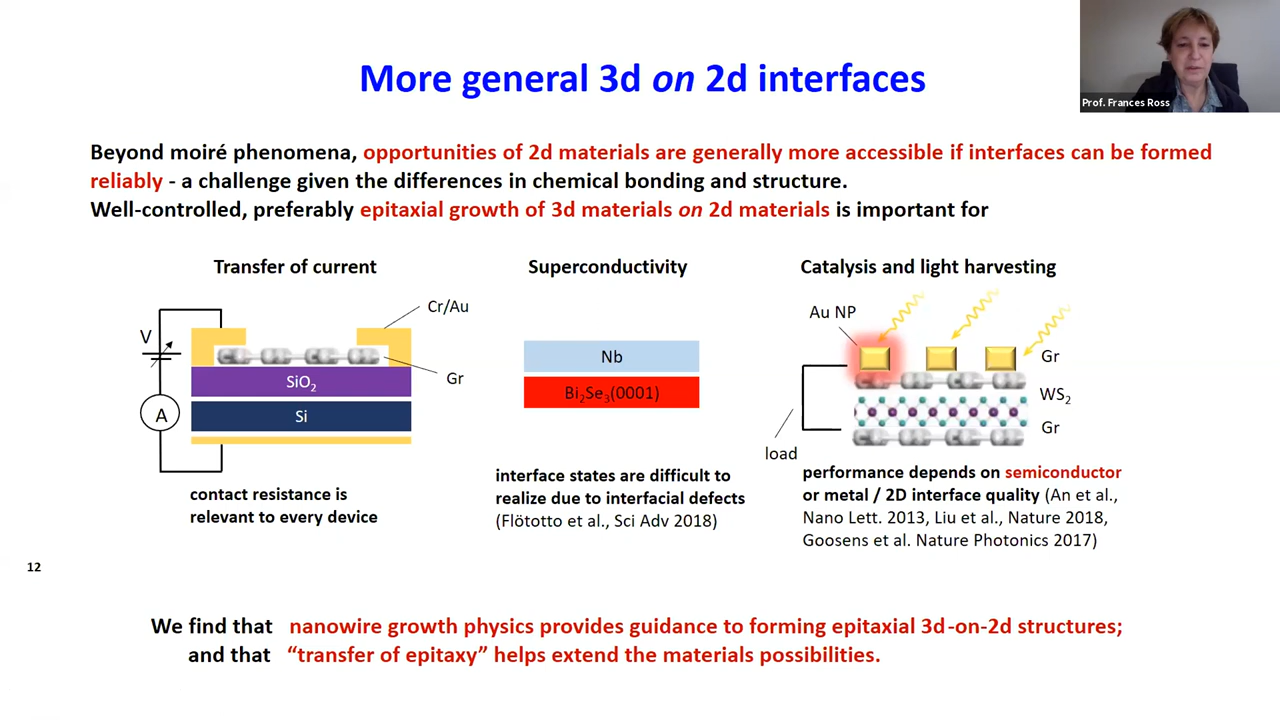 More general 3d on 2d interfaces
Prof. Frances Ross
Beyond moiré phenomena, opportunities of 2d materials are generally more accessible if interfaces can be formed
reliably - a challenge given the differences in chemical bonding and structure.
Well-controlled, preferably epitaxial growth of 3d materials on 2d materials is important for
Transfer of current
Cr/Au
V
Gr
SiO2
Si
A
contact resistance is
relevant to every device
Superconductivity
Nb
Bi2Se3(0001)
interface states are difficult to
realize due to interfacial defects
(Flötotto et al., Sci Adv 2018)
Catalysis and light harvesting
Au NP
Gr
WS2
Gr
load
performance depends on semiconductor
or metal / 2D interface quality (An et al.,
Nano Lett. 2013, Liu et al., Nature 2018,
Goosens et al. Nature Photonics 2017)
12
We find that nanowire growth physics provides guidance to forming epitaxial 3d-on-2d structures;
and that “transfer of epitaxy” helps extend the materials possibilities.